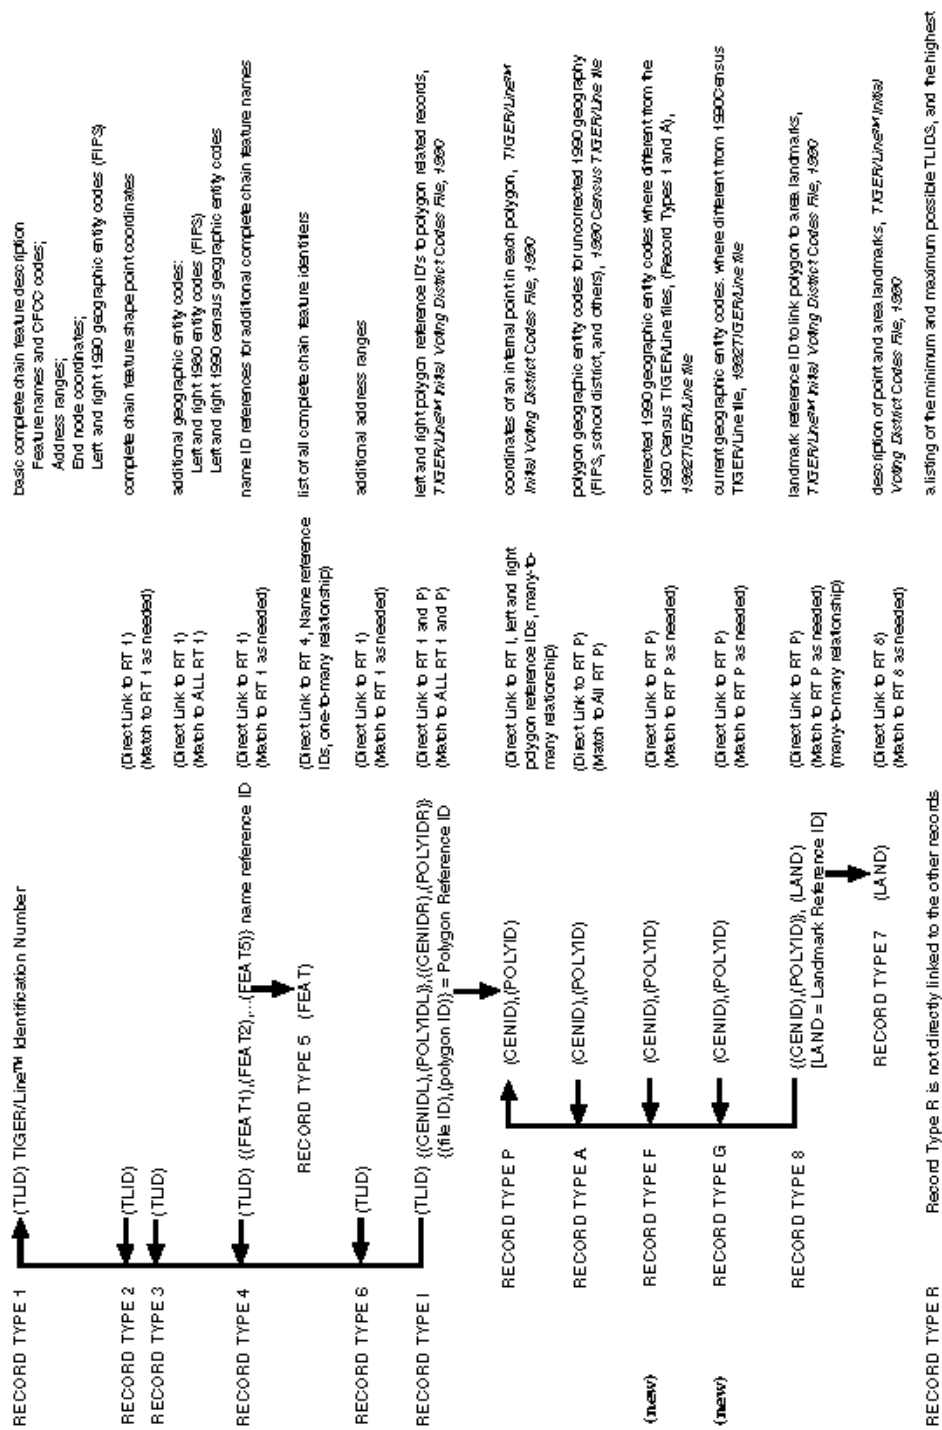 RECORD TYPE 1
(TLID) TIGER/Line™ Identification Number
basic complete chain feature description
Feature names and CFCC codes;
Address ranges;
End node coordinates;
Left and right 1990 geographic entity codes (FIPS)
RECORD TYPE 2
(TLID)
(Direct Link to RT 1)
(Match to RT 1 as needed)
complete chain feature shape point coordinates
RECORD TYPE 3
(TLID)
(Direct Link to RT 1)
(Match to ALL RT 1)
additional geographic entity codes:
Left and right 1980 entity codes (FIPS)
Left and right 1990 census geographic entity codes
RECORD TYPE 4
(TLID) {(FEAT1),(FEAT2),...(FEAT5)} name reference ID
(Direct Link to RT 1)
(Match to RT 1 as needed)
name ID references for additional complete chain feature names
RECORD TYPE 5 (FEAT)
(Direct Link to RT 4, Name reference
IDs, one-to-many relationship)
list of all complete chain feature identifiers
RECORD TYPE 6
(TLID)
(Direct Link to RT 1)
(Match to RT 1 as needed)
additional address ranges
RECORD TYPE I
(TLID) {(CENIDL),(POLYIDL)},{(CENIDR),(POLYIDR)}
{(file ID),(polygon ID)} = Polygon Reference ID
(Direct Link to RT 1 and P)
(Match to ALL RT 1 and P)
left and right polygon reference ID's to polygon related records,
TIGER/Line™ Initial Voting District Codes File, 1990
RECORD TYPE P
(CENID),(POLYID)
(Direct Link to RT I, left and right
polygon reference IDs, many-to-
many relationship)
coordinates of an internal point in each polygon, TIGER/Line™
Initial Voting District Codes File, 1990
RECORD TYPE A
(CENID),(POLYID)
(Direct Link to RT P)
(Match to All RT P)
polygon geographic entity codes for uncorrected 1990 geography
(FIPS, school district, and others), 1990 Census TIGER/Line file
(new)
RECORD TYPE F
(CENID),(POLYID)
(Direct Link to RT P)
(Match to RT P as needed)
corrected 1990 geographic entity codes where different from the
1990 Census TIGER/Line files, (Record Types 1 and A),
1992 TIGER/Line file
(new)
RECORD TYPE G
(CENID),(POLYID)
(Direct Link to RT P)
(Match to RT P as needed)
current geographic entity codes, where different from 1990 Census
TIGER/Line file, 1992 TIGER/Line file
RECORD TYPE 8
{(CENID),(POLYID)}, (LAND)
[LAND = Landmark Reference ID]
(Direct Link to RT P)
(Match to RT P as needed)
(many-to-many relationship)
landmark reference ID to link polygon to area landmarks,
TIGER/Line™ Initial Voting District Codes File, 1990
RECORD TYPE 7 (LAND)
(Direct Link to RT 8)
(Match to RT 8 as needed)
description of point and area landmarks, TIGER/Line™ Initial
Voting District Codes File, 1990
RECORD TYPE R
Record Type R is not directly linked to the other records
a listing of the minimum and maximum possible TLIDS, and the highest